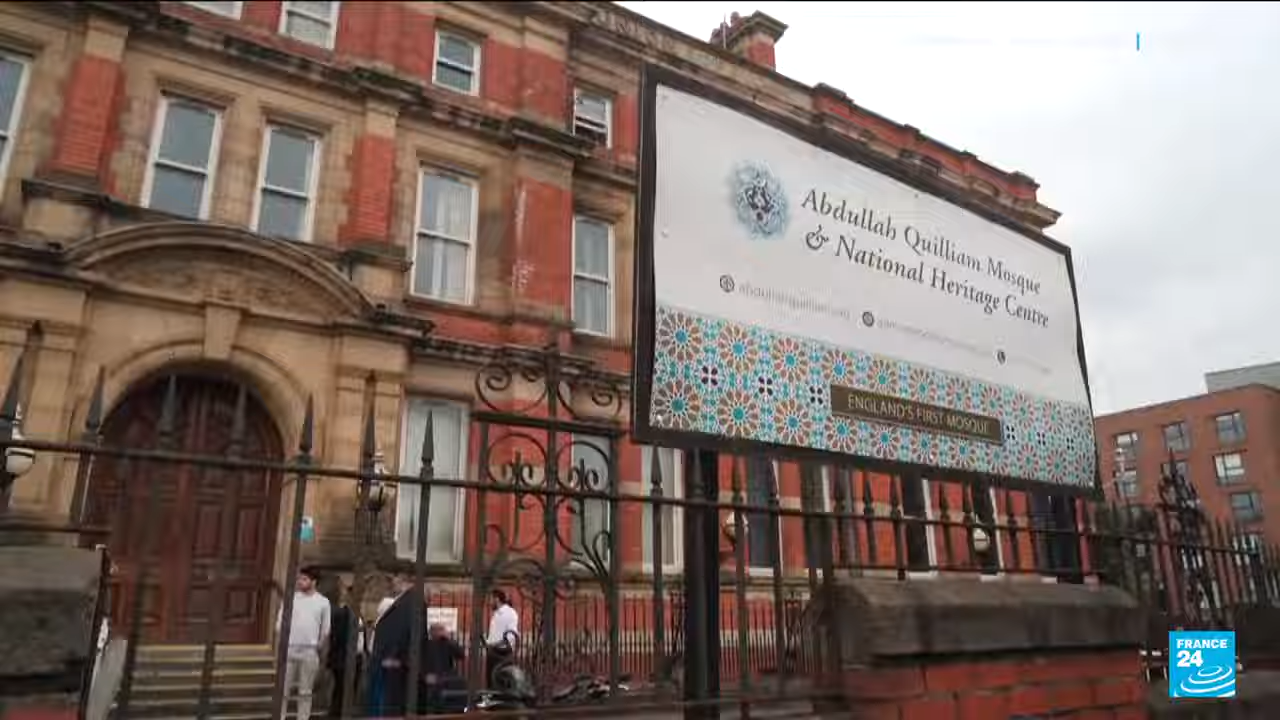 Abdullah Quilliam Mosque
& National Heritage Centre
ENGLAND'S FIRST MOSQUE
FRANCE
24